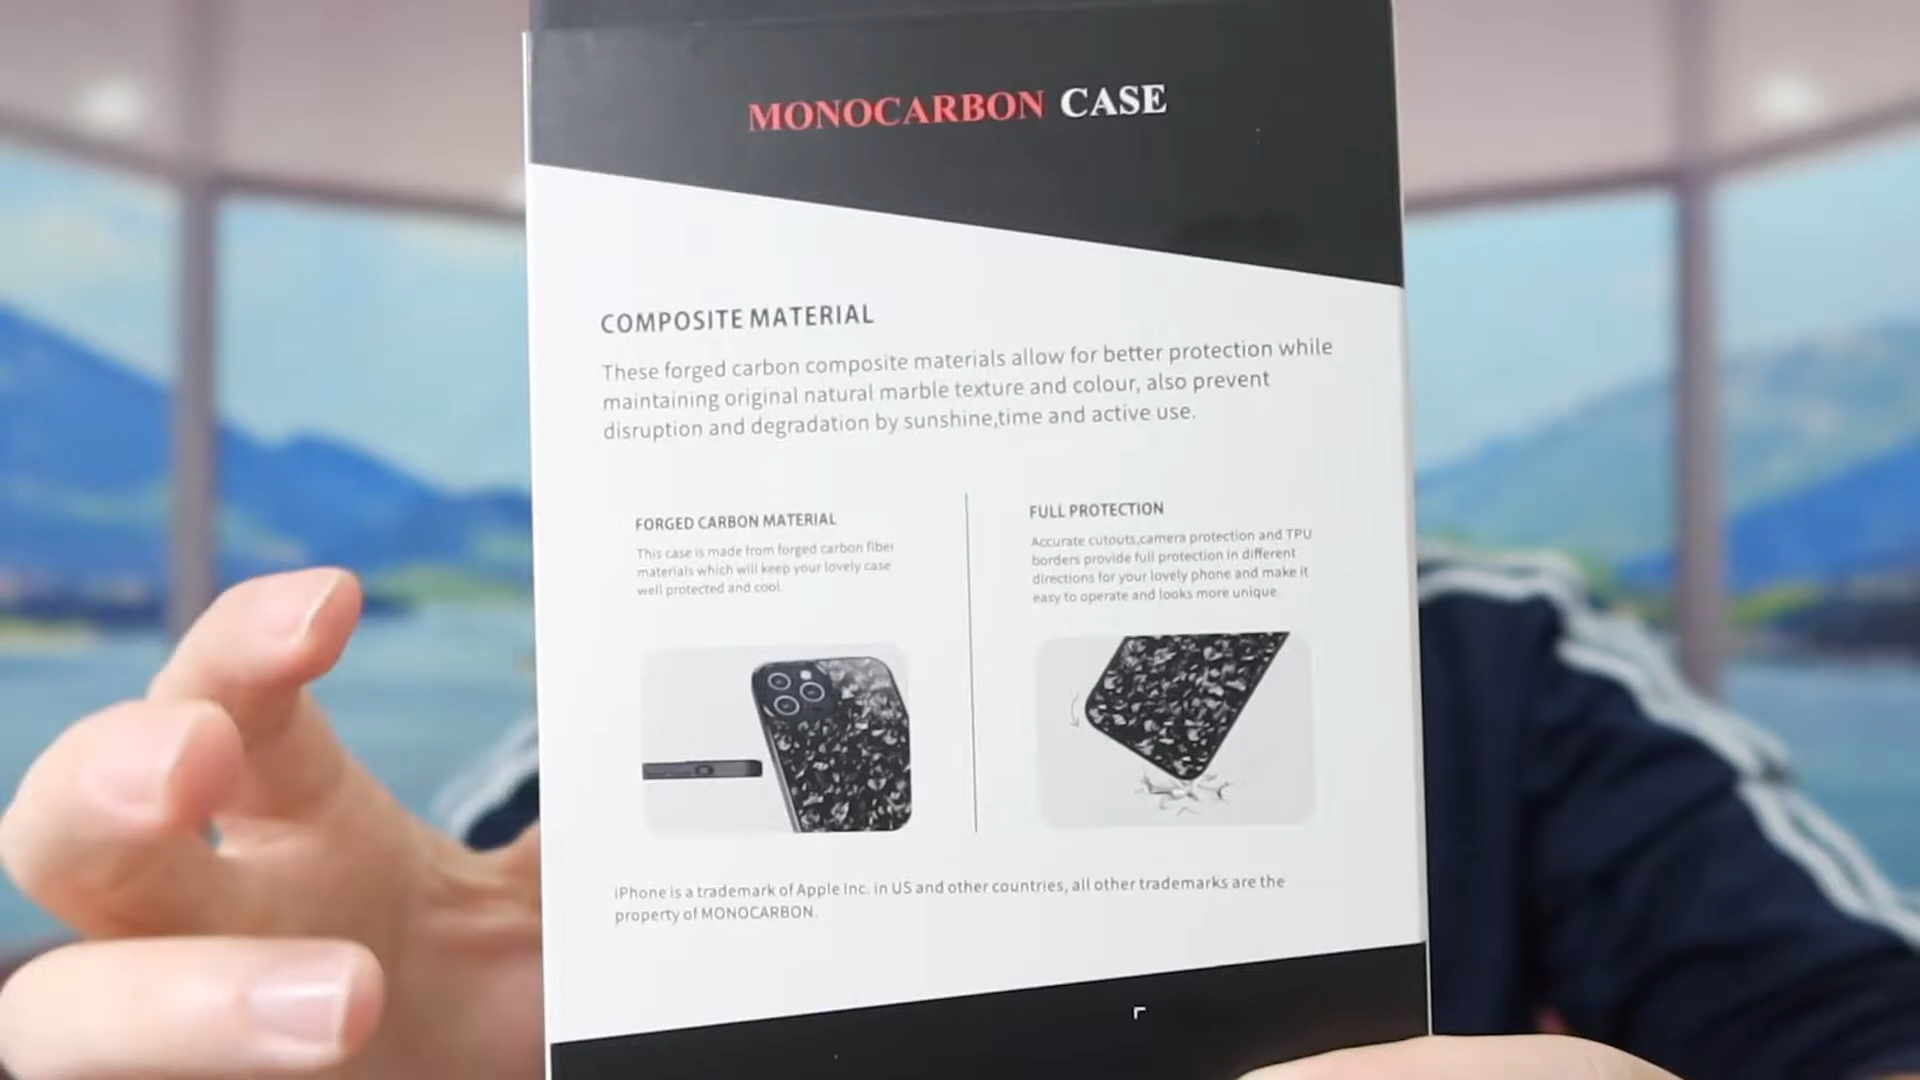 MONOCARBON CASE
COMPOSITE MATERIAL
These forged carbon composite materials allow for better protection while
maintaining original natural marble texture and colour, also prevent
disruption and degradation by sunshine,time and active use.
FORGED CARBON MATERIAL
This case is made from forged carbon fiber
materials which will keep your lovely case
well protected and cool.
FULL PROTECTION
Accurate cutouts,camera protection and TPU
borders provide full protection in different
directions for your lovely phone and make it
easy to operate and looks more unique.
iPhone is a trademark of Apple Inc. in US and other countries, all other trademarks are the
property of MONOCARBON.